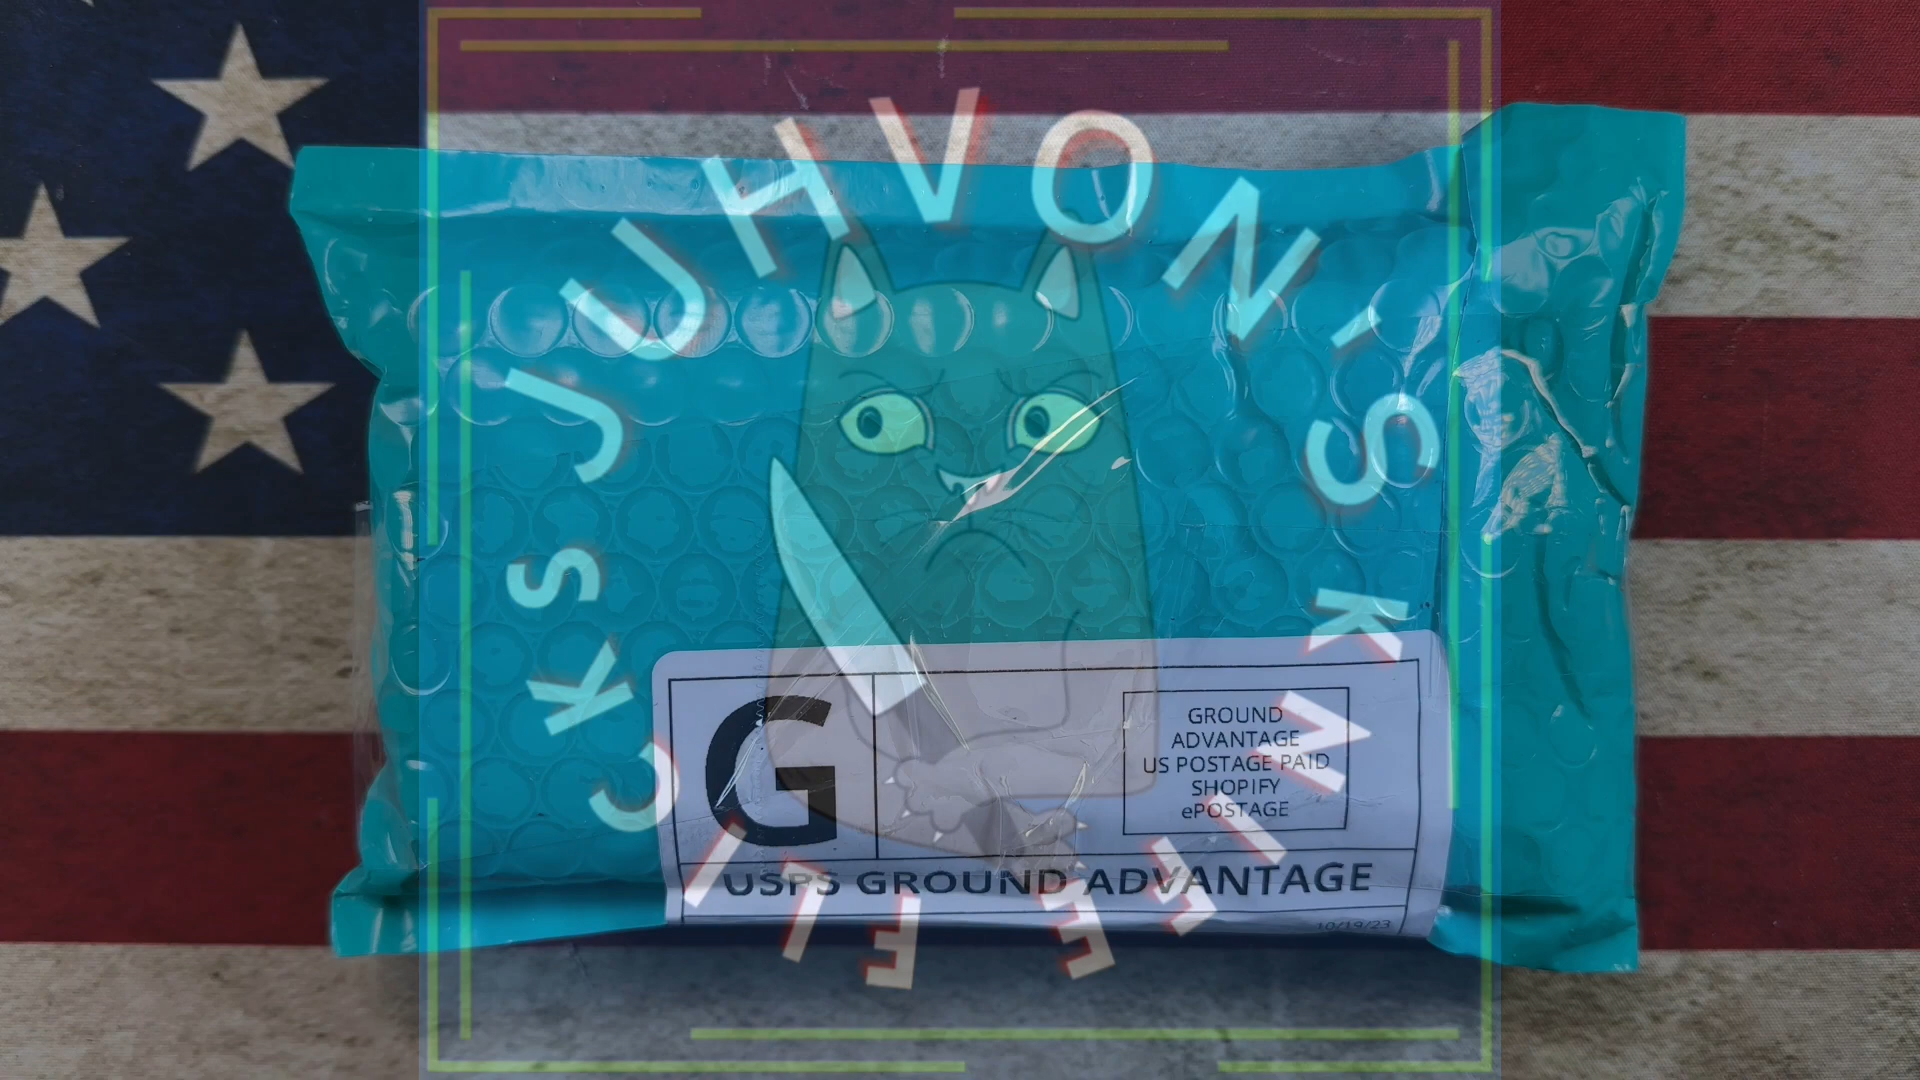 JUHVON'S
KNIFE
FLICKS
G
GROUND
ADVANTAGE
US POSTAGE PAID
SHOPIFY
ePOSTAGE
USPS GROUND ADVANTAGE
10/19/23